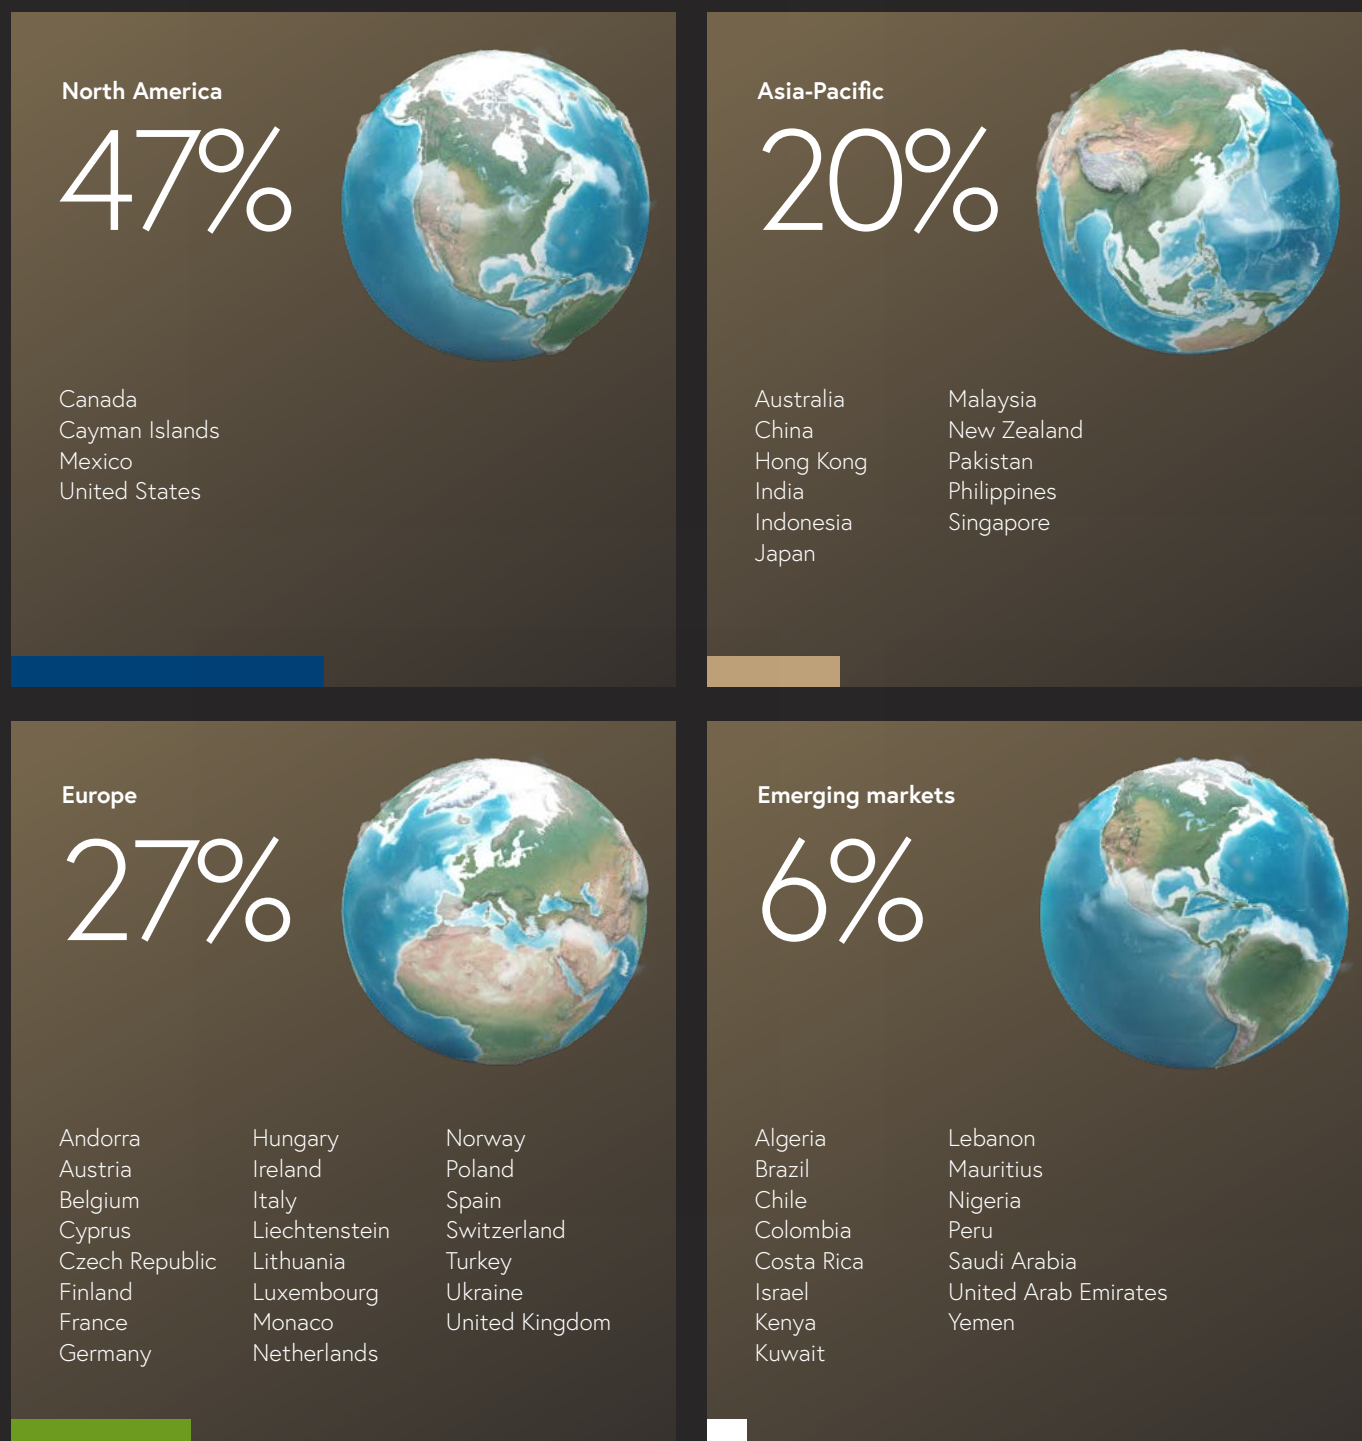 North America
47%
Canada
Cayman Islands
Mexico
United States
Asia-Pacific
20%
Australia
China
Hong Kong
India
Indonesia
Japan
Malaysia
New Zealand
Pakistan
Philippines
Singapore
Europe
27%
Andorra
Austria
Belgium
Cyprus
Czech Republic
Finland
France
Germany
Hungary
Ireland
Italy
Liechtenstein
Lithuania
Luxembourg
Monaco
Netherlands
Norway
Poland
Spain
Switzerland
Turkey
Ukraine
United Kingdom
Emerging markets
6%
Algeria
Brazil
Chile
Colombia
Costa Rica
Israel
Kenya
Kuwait
Lebanon
Mauritius
Nigeria
Peru
Saudi Arabia
United Arab Emirates
Yemen